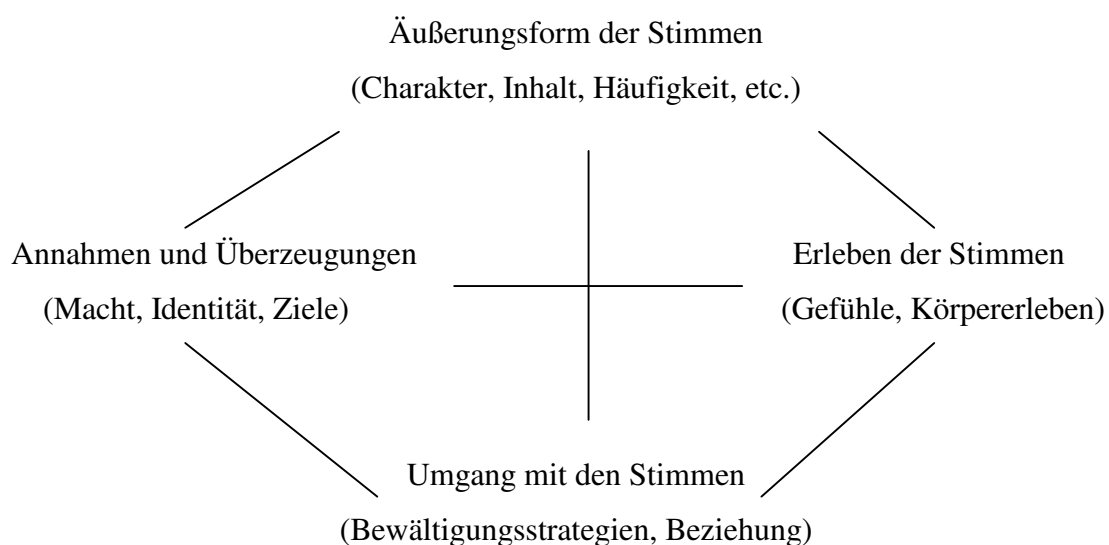 Äußerungsform der Stimmen
(Charakter, Inhalt, Häufigkeit, etc.)
Annahmen und Überzeugungen
(Macht, Identität, Ziele)
Erleben der Stimmen
(Gefühle, Körpererleben)
Umgang mit den Stimmen
(Bewältigungsstrategien, Beziehung)